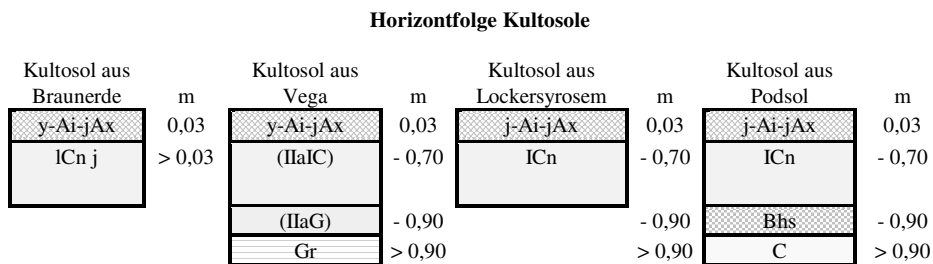 Horizontfolge Kultosole
Kultosol aus Kultosol aus Kultosol aus Kultosol aus
Braunerde m Vega m Lockersyrosem m Podsol m
y-Ai-jAx 0,03 y-Ai-jAx 0,03 j-Ai-jAx 0,03 j-Ai-jAx 0,03
lCn j > 0,03 (IIaIC) - 0,70 ICn - 0,70 ICn - 0,70
(IIaG) - 0,90 - 0,90 Bhs - 0,90
Gr > 0,90 > 0,90 C > 0,90